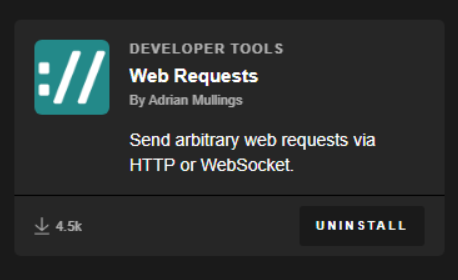 ://
DEVELOPER TOOLS
Web Requests
By Adrian Mullings
Send arbitrary web requests via
HTTP or WebSocket.
4.5k
UNINSTALL